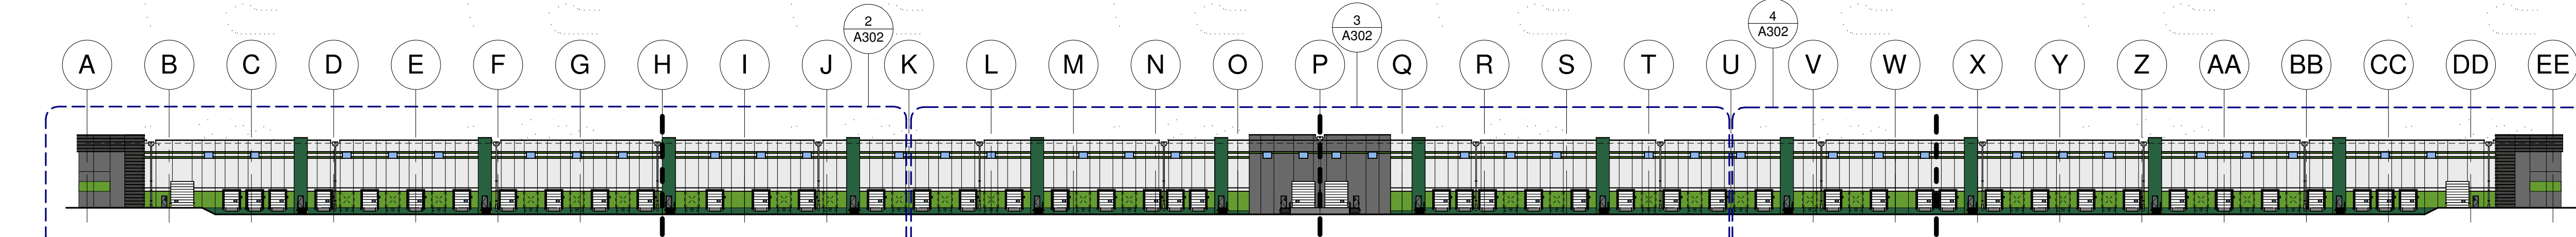 2
A302
3
A302
4
A302
A B C D E F G H I J K L M N O P Q R S T U V W X Y Z AA BB CC DD EE